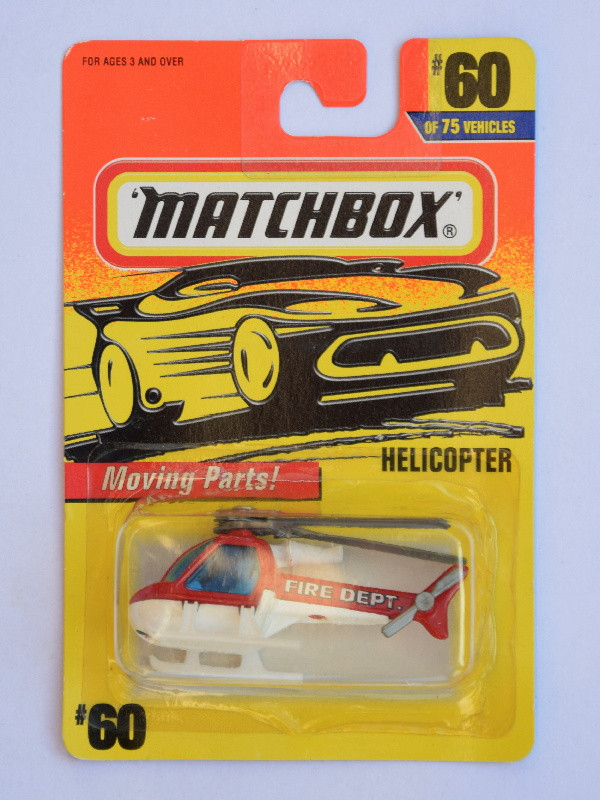 FOR AGES 3 AND OVER
#60
OF 75 VEHICLES
'MATCHBOX'®
HELICOPTER
Moving Parts!
FIRE DEPT.
#60